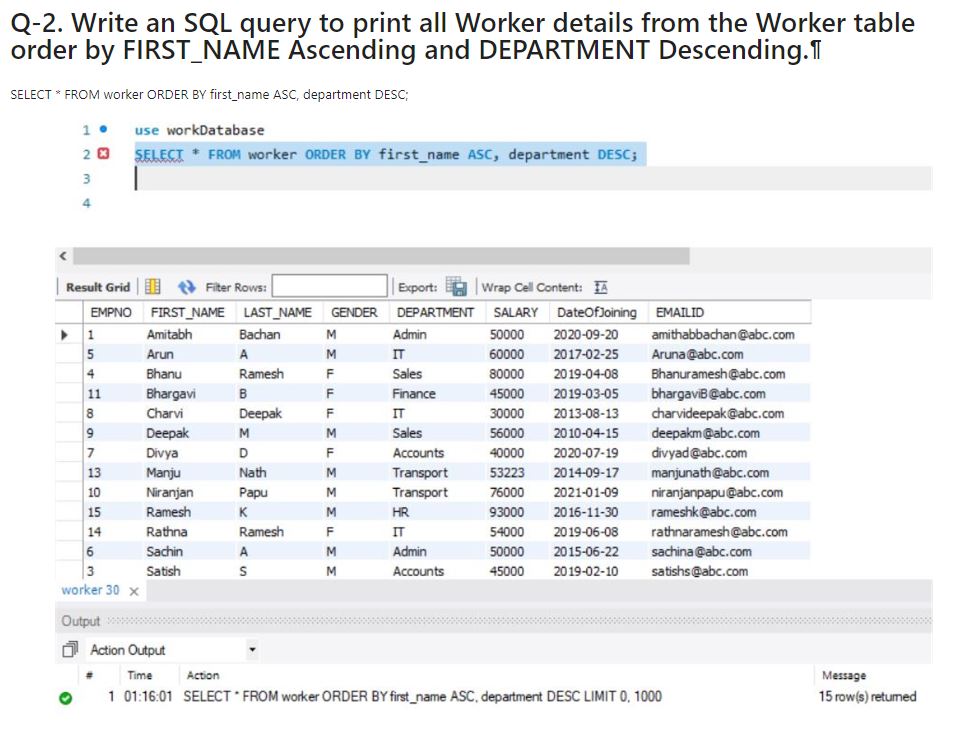 Q-2. Write an SQL query to print all Worker details from the Worker table
order by FIRST_NAME Ascending and DEPARTMENT Descending.¶
SELECT * FROM worker ORDER BY first_name ASC, department DESC;
1 use workDatabase
2 SELECT * FROM worker ORDER BY first_name ASC, department DESC;
3
4
Result Grid Filter Rows: Export: Wrap Cell Content: IA
EMPNO FIRST_NAME LAST_NAME GENDER DEPARTMENT SALARY DateOfJoining EMAILID
1 Amitabh Bachan M Admin 50000 2020-09-20 amithabbachan@abc.com
5 Arun A M IT 60000 2017-02-25 Aruna@abc.com
4 Bhanu Ramesh F Sales 80000 2019-04-08 Bhanuramesh@abc.com
11 Bhargavi B F Finance 45000 2019-03-05 bhargaviB@abc.com
8 Charvi Deepak F IT 30000 2013-08-13 charvideepak@abc.com
9 Deepak M M Sales 56000 2010-04-15 deepakm@abc.com
7 Divya D F Accounts 40000 2020-07-19 divyad@abc.com
13 Manju Nath M Transport 53223 2014-09-17 manjunath@abc.com
10 Niranjan Papu M Transport 76000 2021-01-09 niranjanpapu@abc.com
15 Ramesh K M HR 93000 2016-11-30 rameshk@abc.com
14 Rathna Ramesh F IT 54000 2019-06-08 rathnaramesh@abc.com
6 Sachin A M Admin 50000 2015-06-22 sachina@abc.com
3 Satish S M Accounts 45000 2019-02-10 satishs@abc.com
worker 30 ×
Output
Action Output
# Time Action Message
1 01:16:01 SELECT * FROM worker ORDER BY first_name ASC, department DESC LIMIT 0, 1000 15 row(s) returned